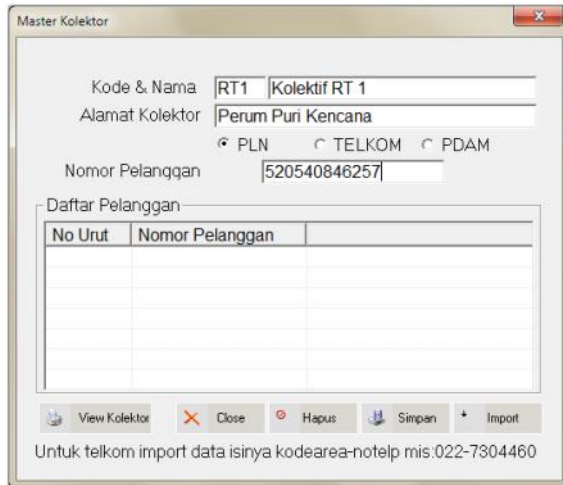 Master Kolektor
Kode & Nama RT1 Kolektif RT 1
Alamat Kolektor Perum Puri Kencana
PLN TELKOM PDAM
Nomor Pelanggan 520540846257
Daftar Pelanggan
No Urut Nomor Pelanggan
View Kolektor Close Hapus Simpan Import
Untuk telkom import data isinya kodearea-notelp mis:022-7304460